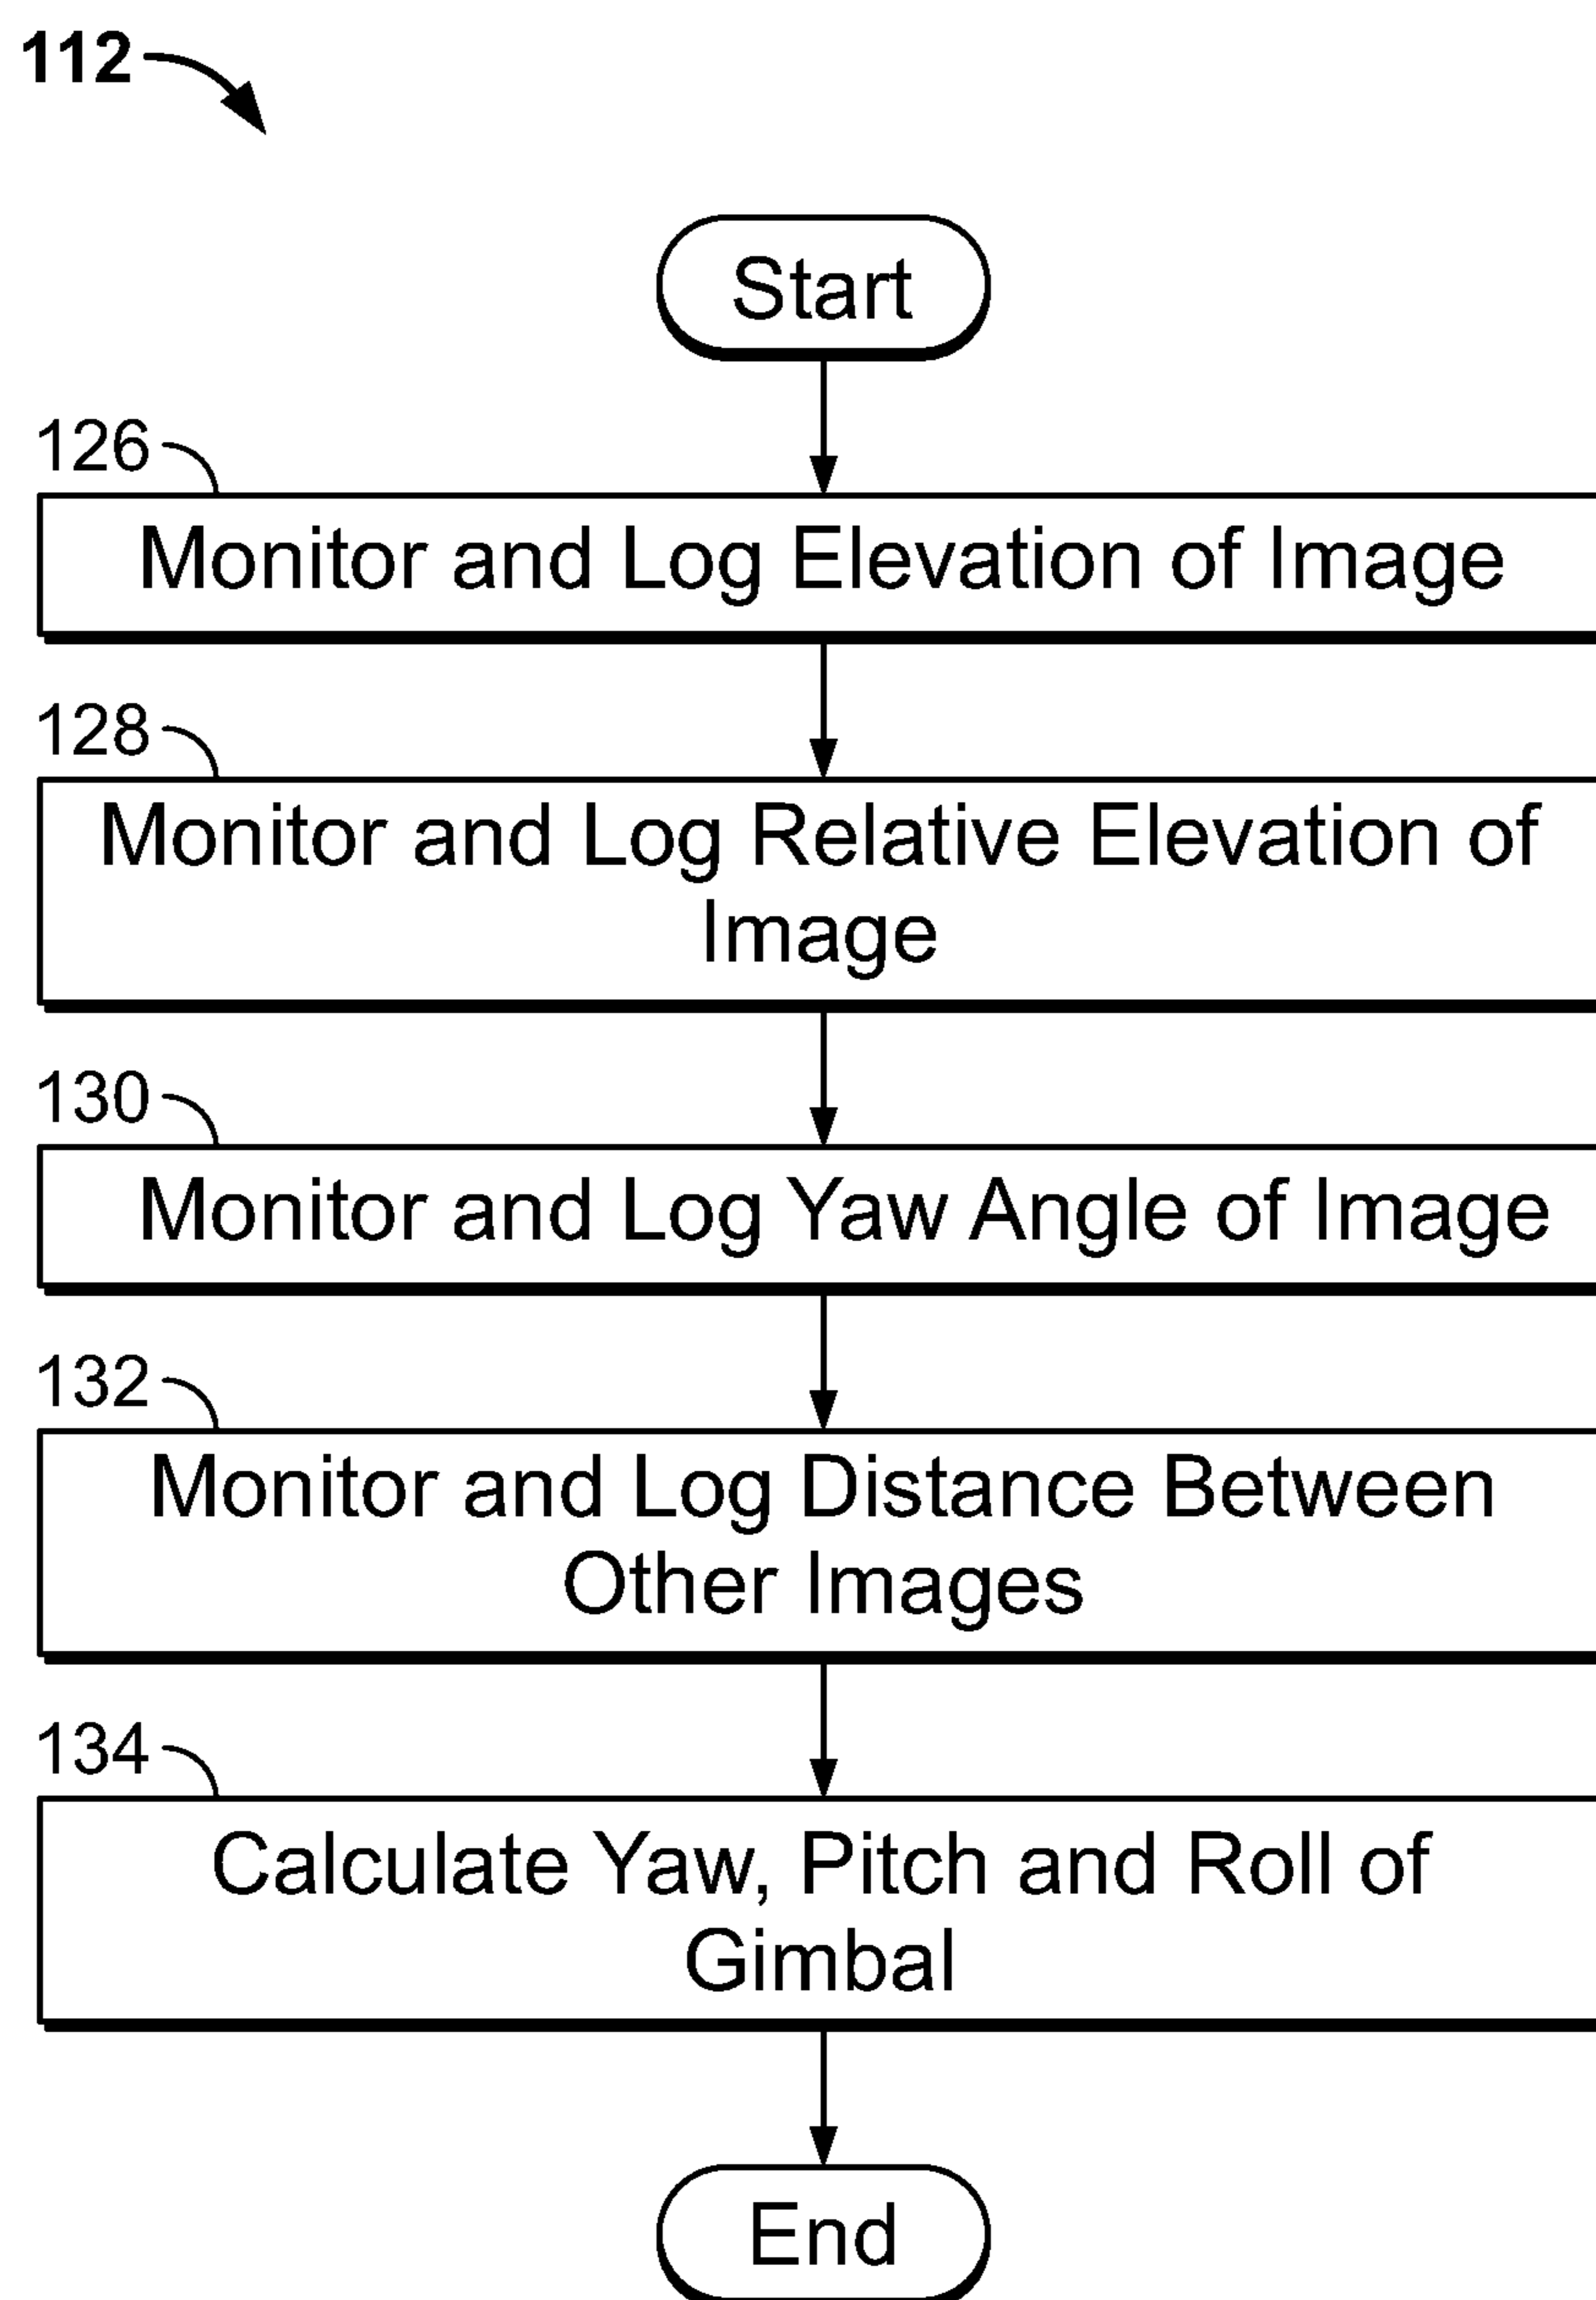 112
Start
126
Monitor and Log Elevation of Image
128
Monitor and Log Relative Elevation of
Image
130
Monitor and Log Yaw Angle of Image
132
Monitor and Log Distance Between
Other Images
134
Calculate Yaw, Pitch and Roll of
Gimbal
End